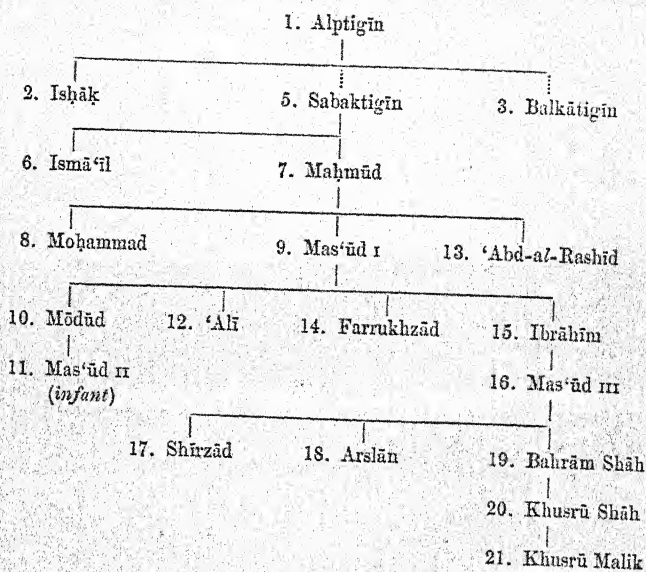 1. Alptigīn
2. Isḥāḳ 5. Sabaktigīn 3. Balkātigīn
6. Ismā‘īl 7. Maḥmūd
8. Moḥammad 9. Mas‘ūd I 13. ‘Abd-al-Rashīd
10. Mōdūd 12. ‘Alī 14. Farrukhzād 15. Ibrāhīm
11. Mas‘ūd II 16. Mas‘ūd III
(infant)
17. Shīrzād 18. Arslān 19. Bahrām Shāh
20. Khusrū Shāh
21. Khusrū Malik